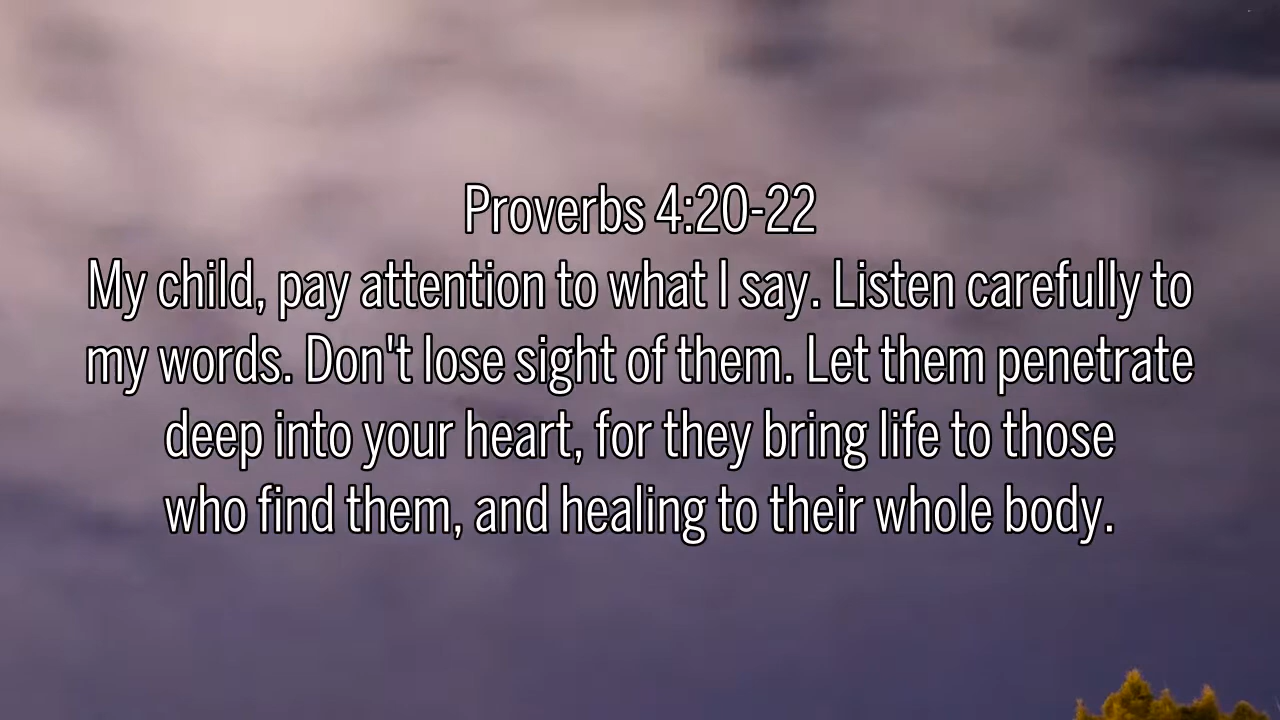 Proverbs 4:20-22
My child, pay attention to what I say. Listen carefully to
my words. Don't lose sight of them. Let them penetrate
deep into your heart, for they bring life to those
who find them, and healing to their whole body.